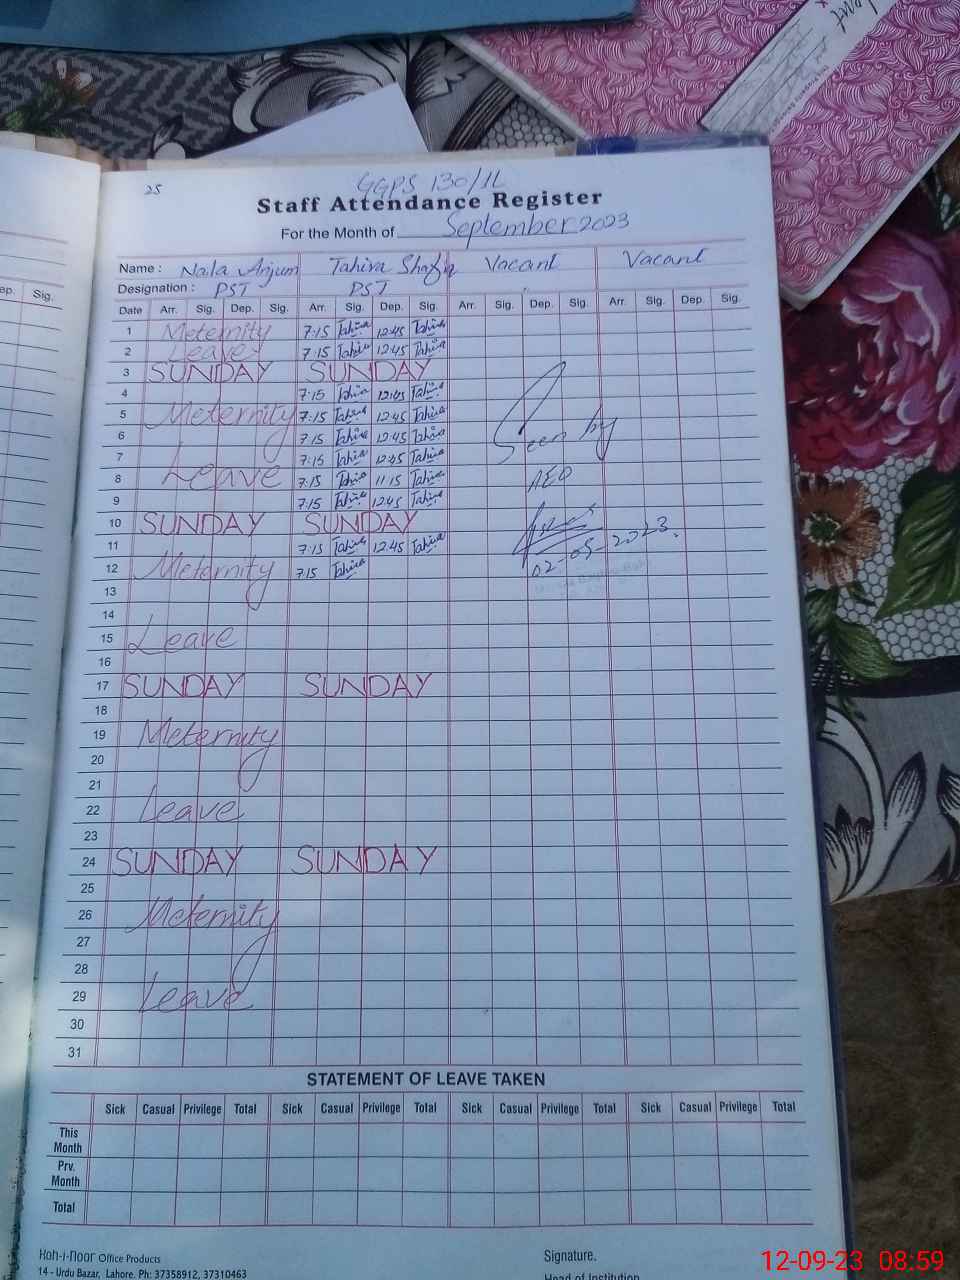 25
GGPS 130/1L
Staff Attendance Register
For the Month of September 2023
Name : Naila Anjum Tahira Shafiq Vacant Vacant
Designation : PST PST
Date Arr. Sig. Dep. Sig. Arr. Sig. Dep. Sig. Arr. Sig. Dep. Sig. Arr. Sig. Dep. Sig.
ep. Sig.
1 Meternity 7:15 Tahira 12:45 Tahira
2 Leave 7:15 Tahira 12:45 Tahira
3 SUNDAY SUNDAY
4 7:15 Tahira 12:45 Tahira
5 Meternity 7:15 Tahira 12:45 Tahira
6 7:15 Tahira 12:45 Tahira Seen by
7 7:15 Tahira 12:45 Tahira
8 Leave 7:15 Tahira 11:15 Tahira AEO
9 7:15 Tahira 12:45 Tahira
10 SUNDAY SUNDAY
11 7:15 Tahira 12:45 Tahira
12 Meternity 7:15 Tahira 02-09-2023.
13
14
15 Leave
16
17 SUNDAY SUNDAY
18
19 Meternity
20
21
22 Leave
23
24 SUNDAY SUNDAY
25
26 Meternity
27
28
29 Leave
30
31
STATEMENT OF LEAVE TAKEN
Sick Casual Privilege Total Sick Casual Privilege Total Sick Casual Privilege Total Sick Casual Privilege Total
This Month
Prv. Month
Total
Koh-i-noor Office Products
14 - Urdu Bazar, Lahore. Ph: 37358912, 37310463
Signature.
Head of Institution
12-09-23 08:59